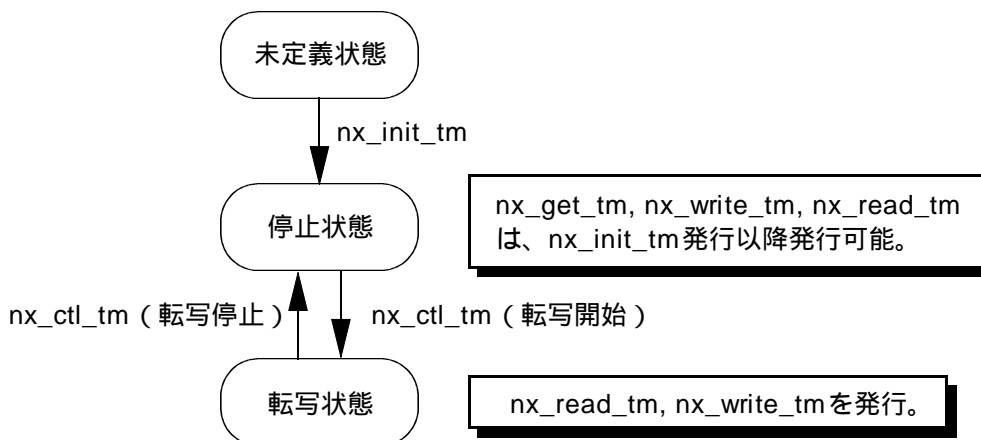 未定義状態
nx_init_tm
停止状態
nx_get_tm, nx_write_tm, nx_read_tm
は、nx_init_tm発行以降発行可能。
nx_ctl_tm（転写停止）
nx_ctl_tm（転写開始）
転写状態
nx_read_tm, nx_write_tmを発行。